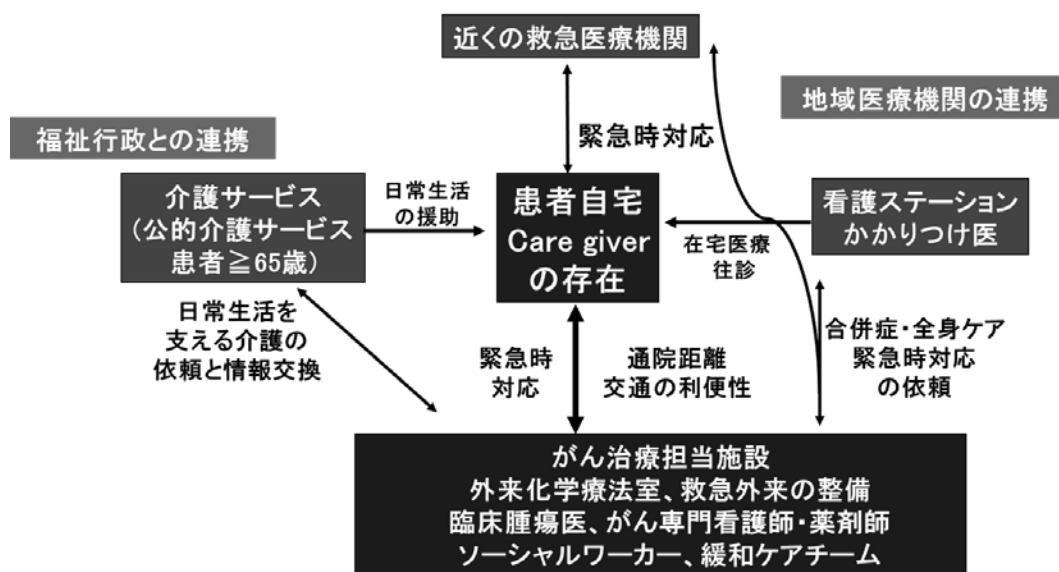 近くの救急医療機関
地域医療機関の連携
福祉行政との連携
緊急時対応
介護サービス
（公的介護サービス
患者≧65歳）
日常生活
の援助
患者自宅
Care giver
の存在
在宅医療
往診
看護ステーション
かかりつけ医
日常生活を
支える介護の
依頼と情報交換
緊急時
対応
通院距離
交通の利便性
合併症・全身ケア
緊急時対応
の依頼
がん治療担当施設
外来化学療法室、救急外来の整備
臨床腫瘍医、がん専門看護師・薬剤師
ソーシャルワーカー、緩和ケアチーム